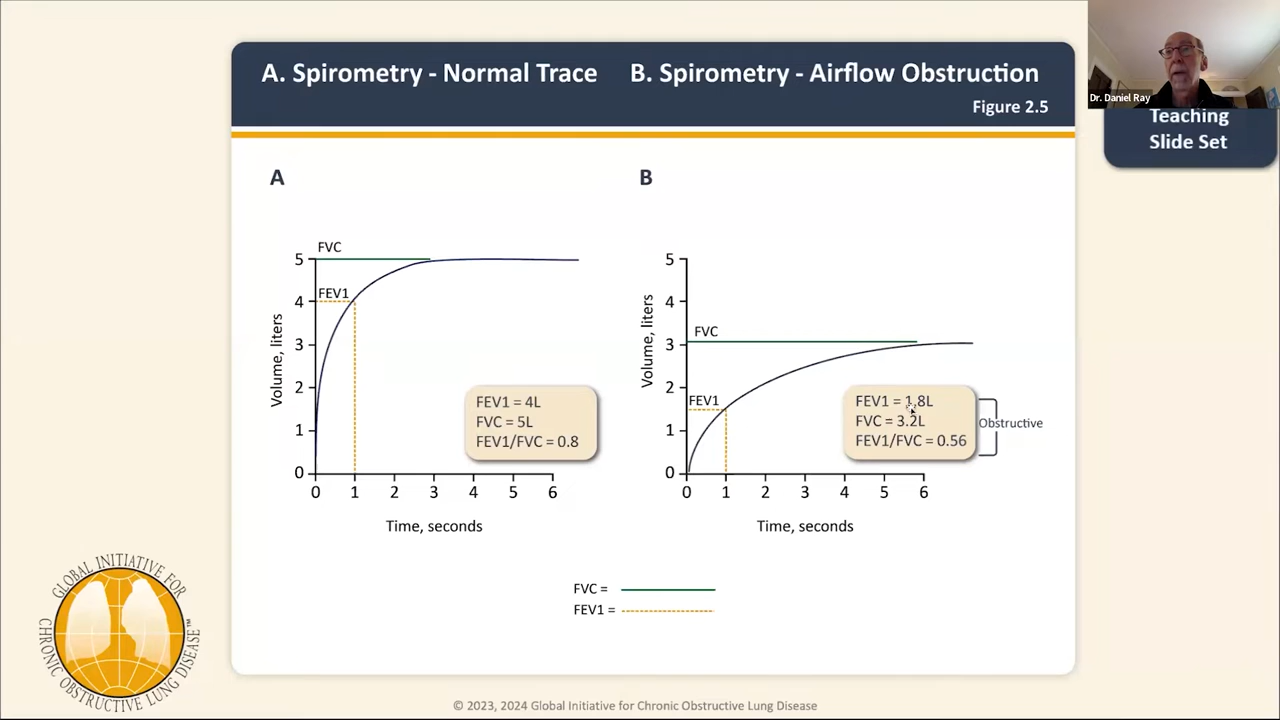 A. Spirometry - Normal Trace B. Spirometry - Airflow Obstruction
Figure 2.5
Dr. Daniel Ray
Teaching
Slide Set
A
FVC
FEV1
5
4
3
2
1
0
Volume, liters
0 1 2 3 4 5 6
Time, seconds
FEV1 = 4L
FVC = 5L
FEV1/FVC = 0.8
B
FVC
FEV1
5
4
3
2
1
0
Volume, liters
0 1 2 3 4 5 6
Time, seconds
FEV1 = 1.8L
FVC = 3.2L
FEV1/FVC = 0.56
Obstructive
FVC =
FEV1 =
GLOBAL INITIATIVE FOR
CHRONIC OBSTRUCTIVE LUNG DISEASE™
© 2023, 2024 Global Initiative for Chronic Obstructive Lung Disease